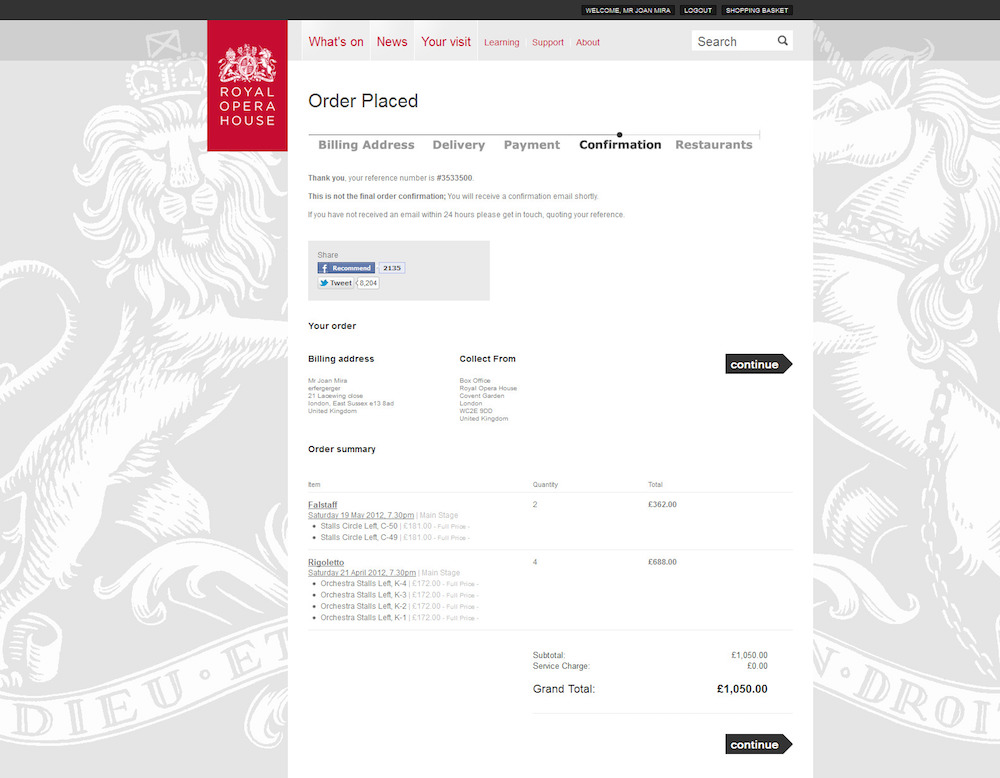 WELCOME, MR JOAN MIRA LOGOUT SHOPPING BASKET
What's on News Your visit Learning Support About Search
ROYAL
OPERA
HOUSE
Order Placed
Billing Address Delivery Payment Confirmation Restaurants
Thank you, your reference number is #3533500.
This is not the final order confirmation; You will receive a confirmation email shortly.
If you have not received an email within 24 hours please get in touch, quoting your reference.
Share
Recommend 2135
Tweet 8,204
Your order
Billing address Collect From continue
Mr Joan Mira Box Office
erfergerger Royal Opera House
21 Lacewing close Covent Garden
london, East Sussex e13 8ad London
United Kingdom WC2E 9DD
United Kingdom
Order summary
Item Quantity Total
Falstaff 2 £362.00
Saturday 19 May 2012, 7.30pm | Main Stage
• Stalls Circle Left, C-50 | £181.00 - Full Price -
• Stalls Circle Left, C-49 | £181.00 - Full Price -
Rigoletto 4 £688.00
Saturday 21 April 2012, 7.30pm | Main Stage
• Orchestra Stalls Left, K-4 | £172.00 - Full Price -
• Orchestra Stalls Left, K-3 | £172.00 - Full Price -
• Orchestra Stalls Left, K-2 | £172.00 - Full Price -
• Orchestra Stalls Left, K-1 | £172.00 - Full Price -
Subtotal: £1,050.00
Service Charge: £0.00
Grand Total: £1,050.00
continue
DIEU · ET N · DROIT